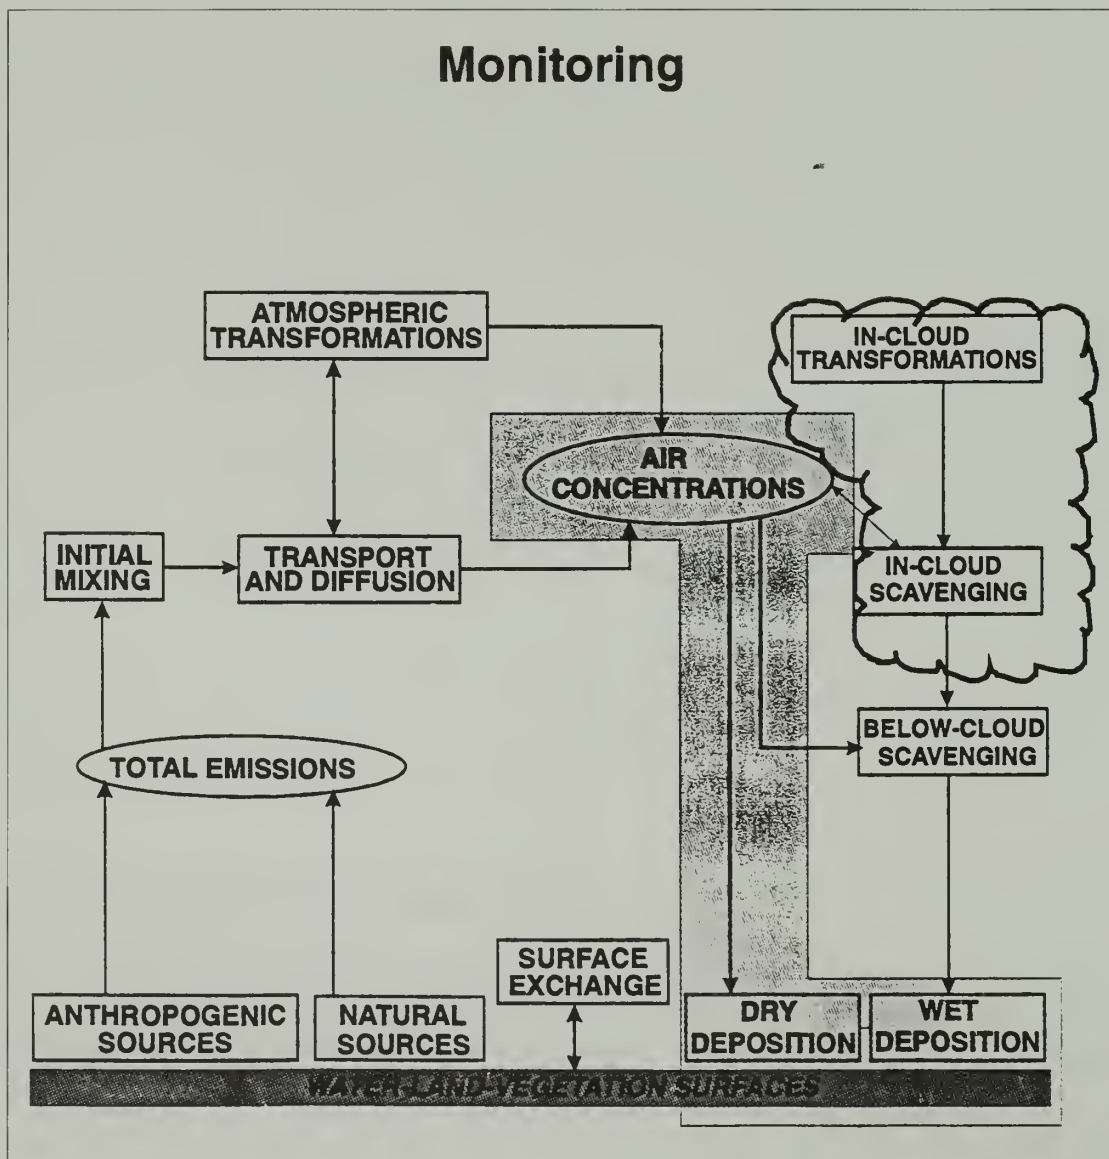 Monitoring
ATMOSPHERIC
TRANSFORMATIONS
IN-CLOUD
TRANSFORMATIONS
AIR
CONCENTRATIONS
INITIAL
MIXING
TRANSPORT
AND DIFFUSION
IN-CLOUD
SCAVENGING
BELOW-CLOUD
SCAVENGING
TOTAL EMISSIONS
SURFACE
EXCHANGE
ANTHROPOGENIC
SOURCES
NATURAL
SOURCES
DRY
DEPOSITION
WET
DEPOSITION
WATER-LAND-VEGETATION SURFACES